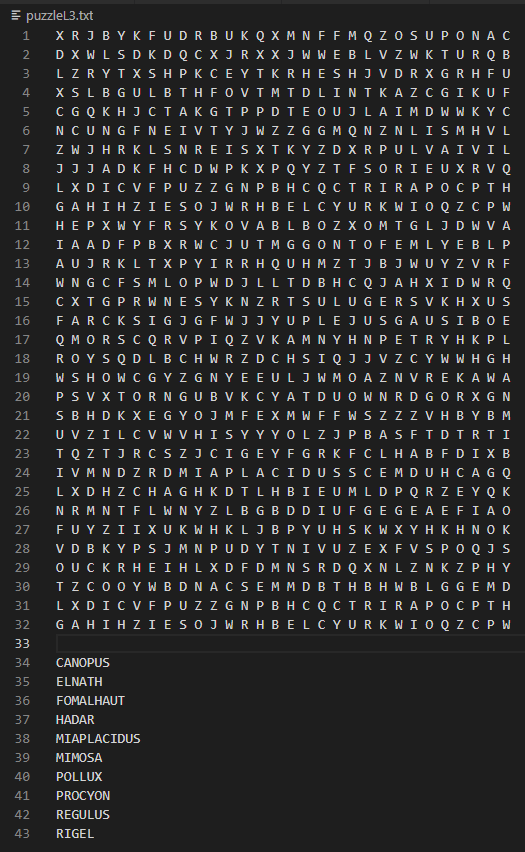 puzzleL3.txt
1 X R J B Y K F U D R B U K Q X M N F F M Q Z O S U P O N A C
2 D X W L S D K D Q C X J R X X J W W E B L V Z W K T U R Q B
3 L Z R Y T X S H P K C E Y T K R H E S H J V D R X G R H F U
4 X S L B G U L B T H F O V T M T D L I N T K A Z C G I K U F
5 C G Q K H J C T A K G T P P D T E O U J L A I M D W W K Y C
6 N C U N G F N E I V T Y J W Z Z G G M Q N Z N L I S M H V L
7 Z W J H R K L S N R E I S X T K Y Z D X R P U L V A I V I L
8 J J J A D K F H C D W P K X P Q Y Z T F S O R I E U X R V Q
9 L X D I C V F P U Z Z G N P B H C Q C T R I R A P O C P T H
10 G A H I H Z I E S O J W R H B E L C Y U R K W I O Q Z C P W
11 H E P X W Y F R S Y K O V A B L B O Z X O M T G L J D W V A
12 I A A D F P B X R W C J U T M G G O N T O F E M L Y E B L P
13 A U J R K L T X P Y I R R H Q U H M Z T J B J W U Y Z V R F
14 W N G C F S M L O P W D J L L T D B H C Q J A H X I D W R Q
15 C X T G P R W N E S Y K N Z R T S U L U G E R S V K H X U S
16 F A R C K S I G J G F W J J Y U P L E J U S G A U S I B O E
17 Q M O R S C Q R V P I Q Z V K A M N Y H N P E T R Y H K P L
18 R O Y S Q D L B C H W R Z D C H S I Q J J V Z C Y W W H G H
19 W S H O W C G Y Z G N Y E E U L J W M O A Z N V R E K A W A
20 P S V X T O R N G U B V K C Y A T D U O W N R D G O R X G N
21 S B H D K X E G Y O J M F E X M W F F W S Z Z Z V H B Y B M
22 U V Z I L C V W V H I S Y Y Y O L Z J P B A S F T D T R T I
23 T Q Z T J R C S Z J C I G E Y F G R K F C L H A B F D I X B
24 I V M N D Z R D M I A P L A C I D U S S C E M D U H C A G Q
25 L X D H Z C H A G H K D T L H B I E U M L D P Q R Z E Y Q K
26 N R M N T F L W N Y Z L B G B D D I U F G E G E A E F I A O
27 F U Y Z I I X U K W H K L J B P Y U H S K W X Y H K H N O K
28 V D B K Y P S J M N P U D Y T N I V U Z E X F V S P O Q J S
29 O U C K R H E I H L X D F D M N S R D Q X N L Z N K Z P H Y
30 T Z C O O Y W B D N A C S E M M D B T H B H W B L G G E M D
31 L X D I C V F P U Z Z G N P B H C Q C T R I R A P O C P T H
32 G A H I H Z I E S O J W R H B E L C Y U R K W I O Q Z C P W
33
34 CANOPUS
35 ELNATH
36 FOMALHAUT
37 HADAR
38 MIAPLACIDUS
39 MIMOSA
40 POLLUX
41 PROCYON
42 REGULUS
43 RIGEL